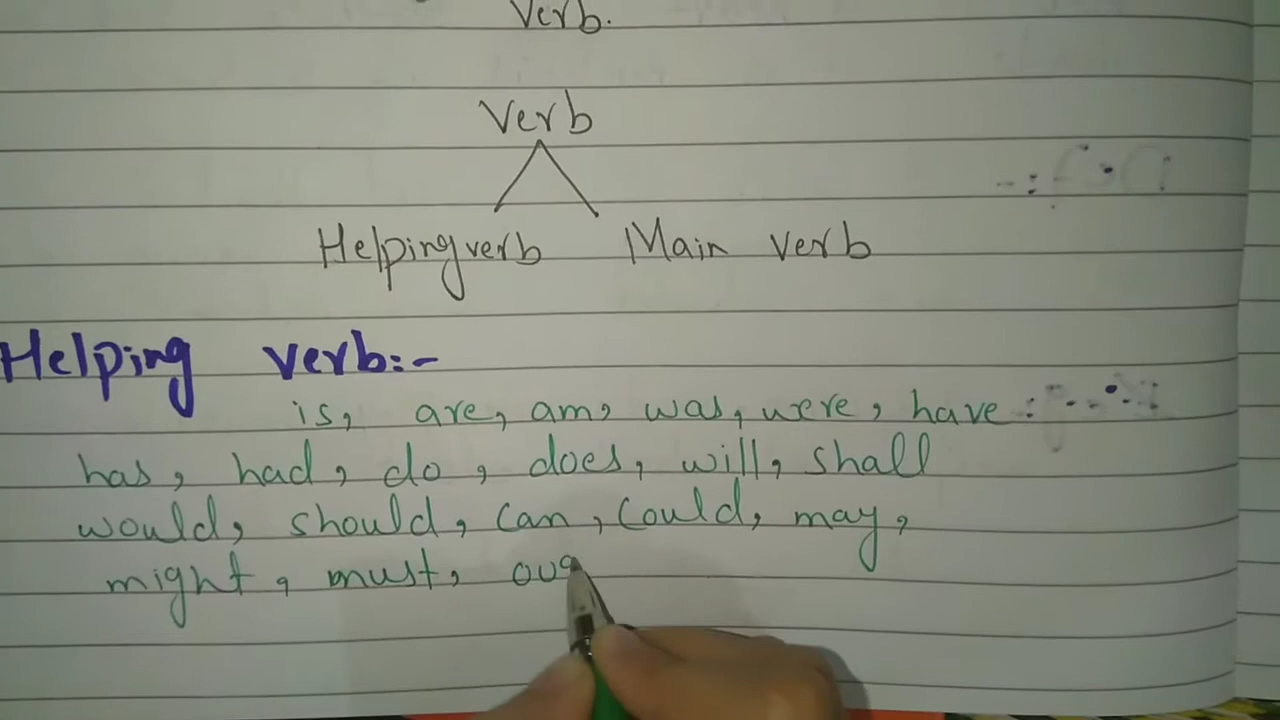 Verb.
Verb
Helping verb Main verb
Helping verb:-
is, are, am, was, were, have
has, had, do, does, will, shall
would, should, can, could, may,
might, must, oug